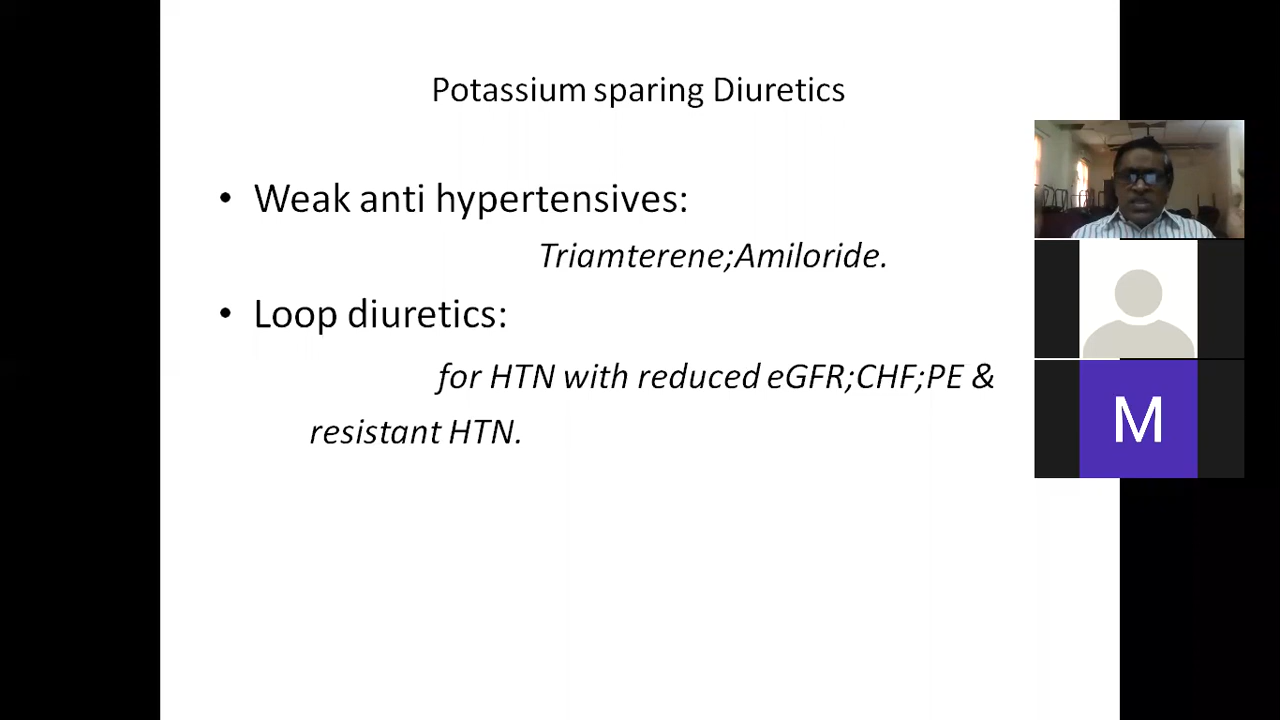 Potassium sparing Diuretics
• Weak anti hypertensives:
Triamterene;Amiloride.
• Loop diuretics:
for HTN with reduced eGFR;CHF;PE &
resistant HTN.
M